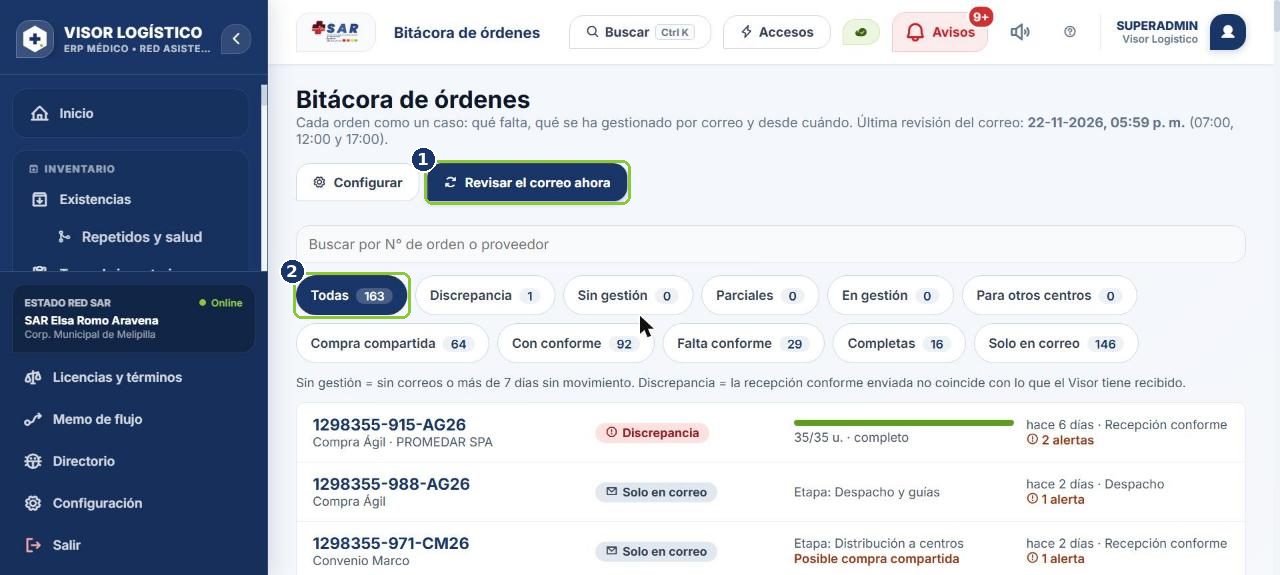 VISOR LOGÍSTICO
ERP MÉDICO • RED ASISTE...
Inicio
INVENTARIO
Existencias
Repetidos y salud
ESTADO RED SAR
Online
SAR Elsa Romo Aravena
Corp. Municipal de Melipilla
Licencias y términos
Memo de flujo
Directorio
Configuración
Salir
SAR
Bitácora de órdenes
Buscar Ctrl K
Accesos
Avisos
9+
SUPERADMIN
Visor Logístico
Bitácora de órdenes
Cada orden como un caso: qué falta, qué se ha gestionado por correo y desde cuándo. Última revisión del correo: 22-11-2026, 05:59 p. m. (07:00,
12:00 y 17:00).
1
Configurar
Revisar el correo ahora
Buscar por N° de orden o proveedor
2
Todas 163
Discrepancia 1
Sin gestión 0
Parciales 0
En gestión 0
Para otros centros 0
Compra compartida 64
Con conforme 92
Falta conforme 29
Completas 16
Solo en correo 146
Sin gestión = sin correos o más de 7 días sin movimiento. Discrepancia = la recepción conforme enviada no coincide con lo que el Visor tiene recibido.
1298355-915-AG26
Compra Ágil · PROMEDAR SPA
Discrepancia
35/35 u. · completo
hace 6 días · Recepción conforme
2 alertas
1298355-988-AG26
Compra Ágil
Solo en correo
Etapa: Despacho y guías
hace 2 días · Despacho
1 alerta
1298355-971-CM26
Convenio Marco
Solo en correo
Etapa: Distribución a centros
Posible compra compartida
hace 2 días · Recepción conforme
1 alerta